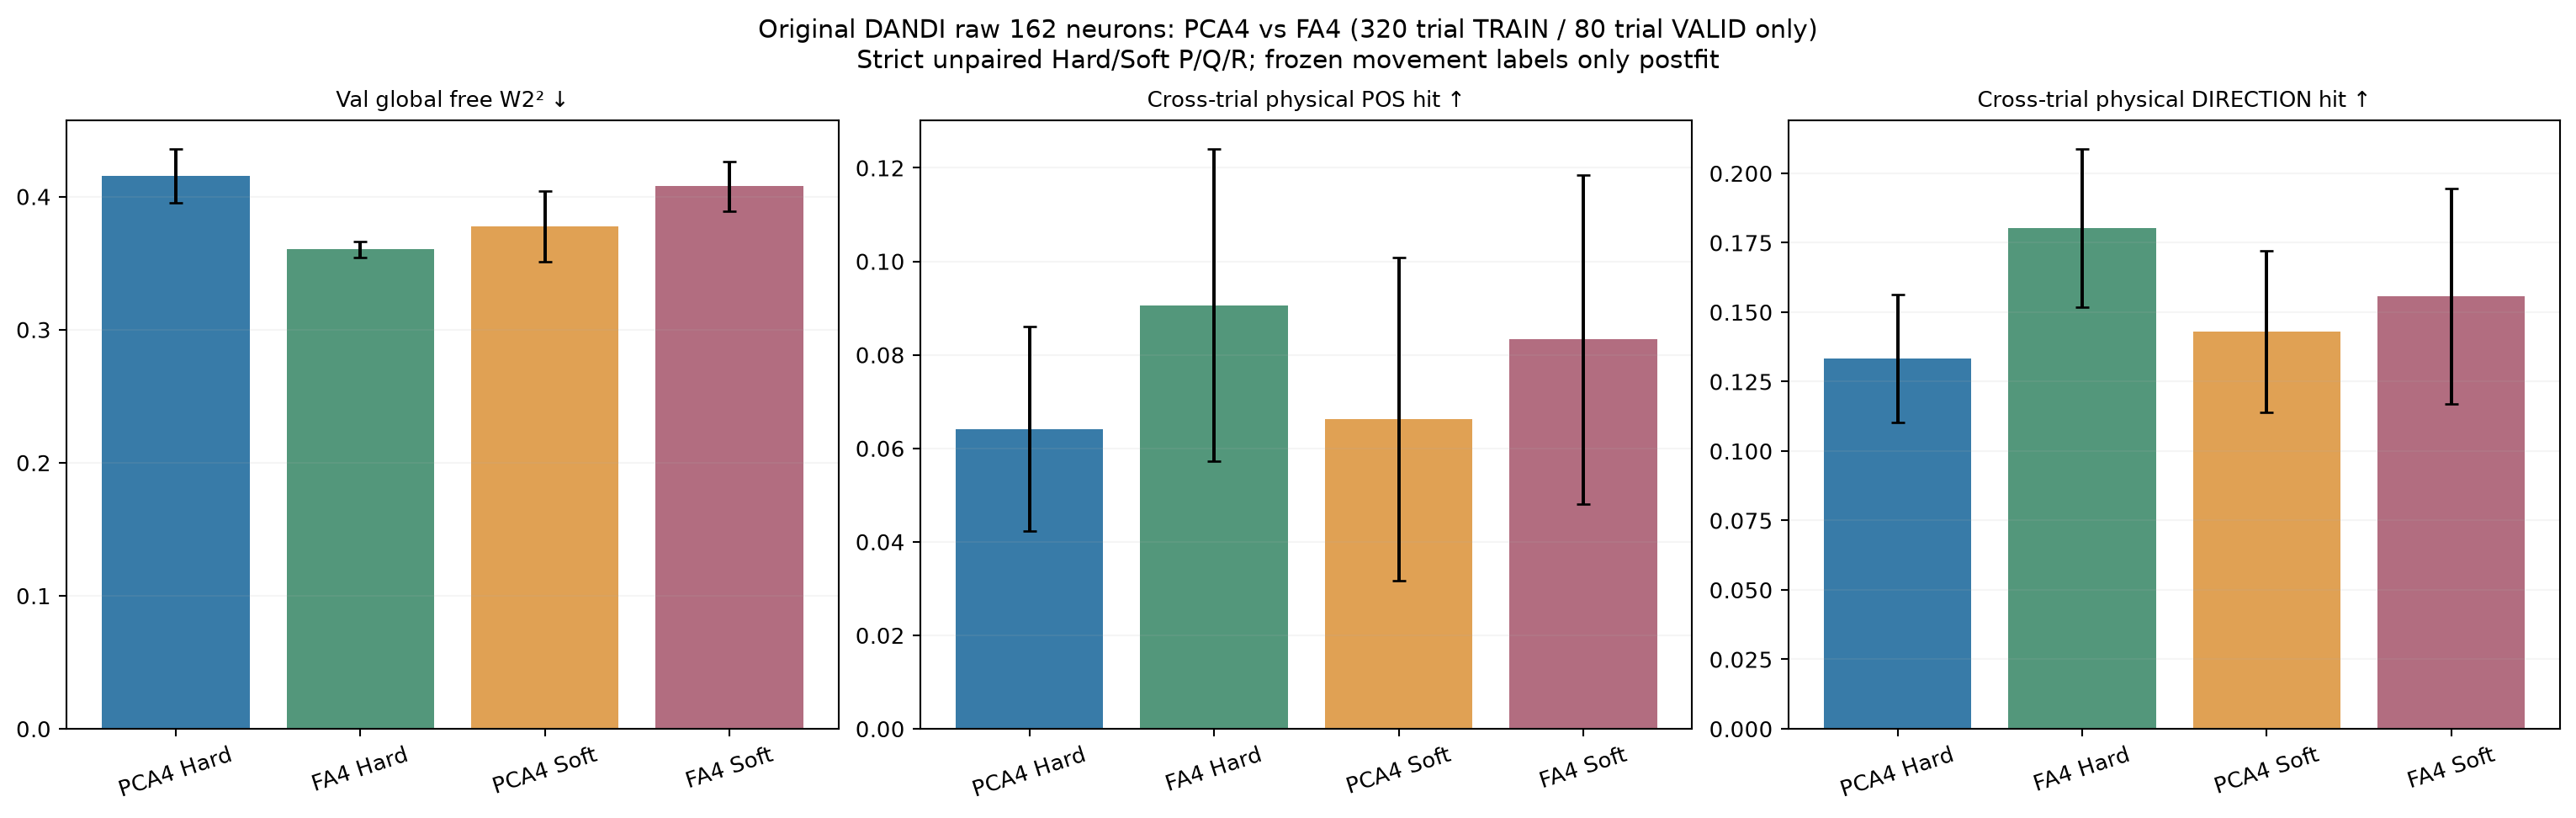 Original DANDI raw 162 neurons: PCA4 vs FA4 (320 trial TRAIN / 80 trial VALID only)
Strict unpaired Hard/Soft P/Q/R; frozen movement labels only postfit
Val global free W2² ↓
0.4
0.3
0.2
0.1
0.0
PCA4 Hard
FA4 Hard
PCA4 Soft
FA4 Soft
Cross-trial physical POS hit ↑
0.12
0.10
0.08
0.06
0.04
0.02
0.00
PCA4 Hard
FA4 Hard
PCA4 Soft
FA4 Soft
Cross-trial physical DIRECTION hit ↑
0.200
0.175
0.150
0.125
0.100
0.075
0.050
0.025
0.000
PCA4 Hard
FA4 Hard
PCA4 Soft
FA4 Soft